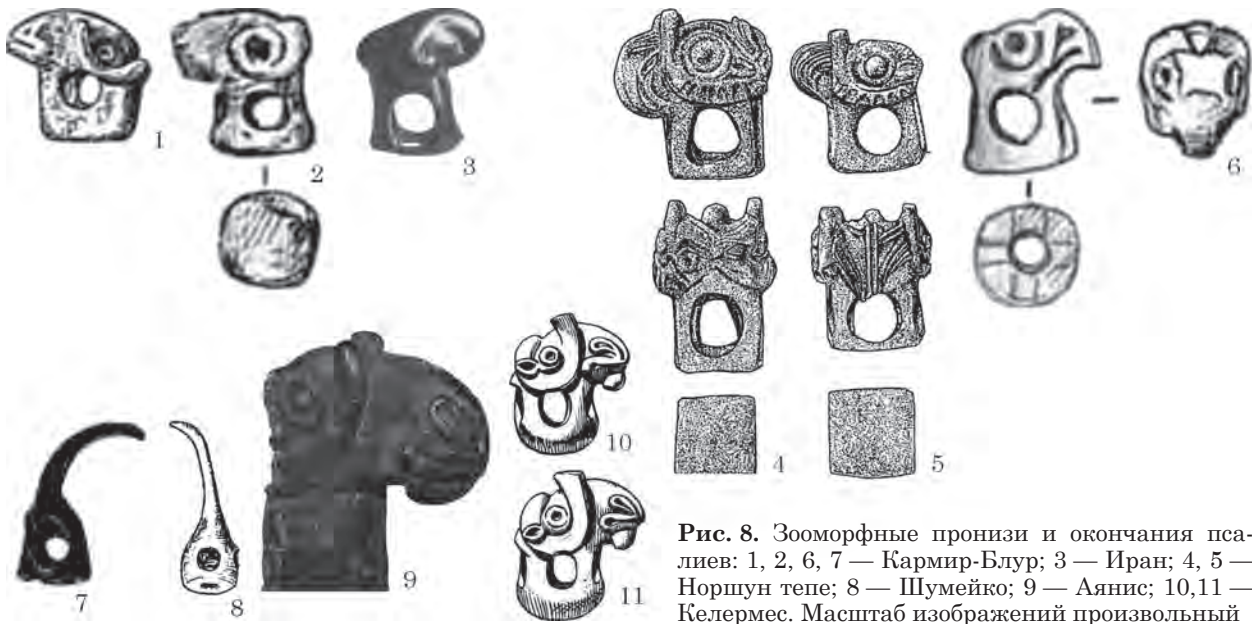 1
2
3
4
5
6
7
8
9
10
11
Рис. 8. Зооморфные пронизи и окончания пса-
лиев: 1, 2, 6, 7 — Кармир-Блур; 3 — Иран; 4, 5 —
Норшун тепе; 8 — Шумейко; 9 — Аянис; 10,11 —
Келермес. Масштаб изображений произвольный